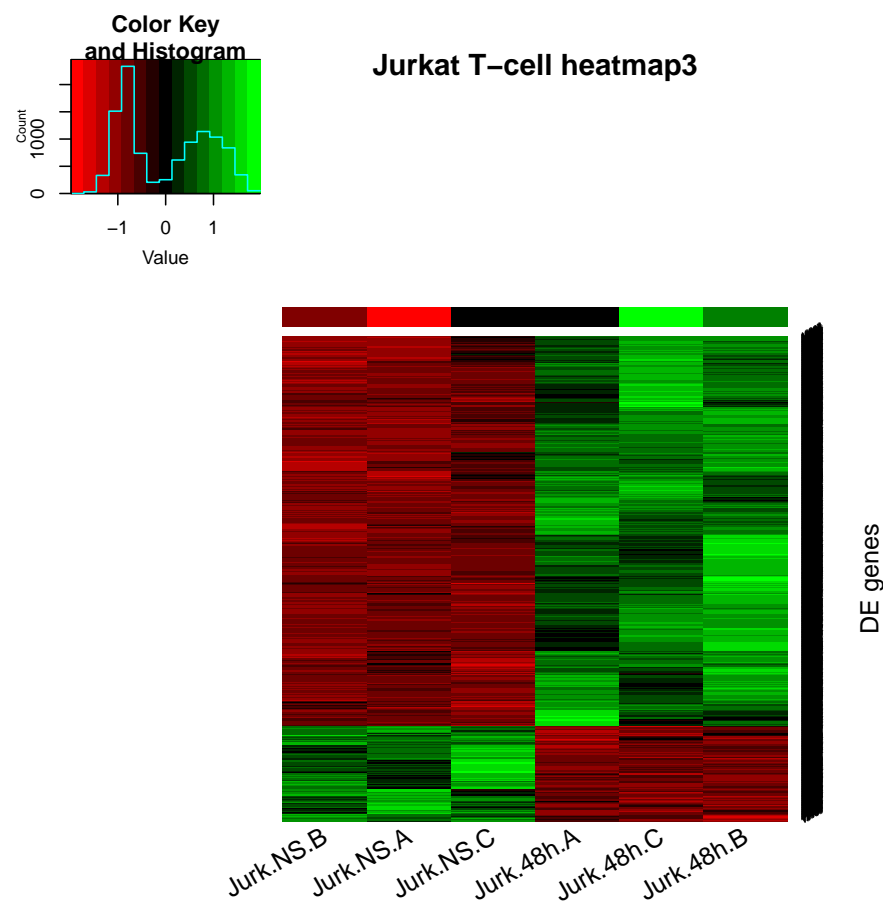 Color Key
and Histogram
Jurkat T−cell heatmap3
Count
0
1000
−1
0
1
Value
DE genes
Jurk.NS.B
Jurk.NS.A
Jurk.NS.C
Jurk.48h.A
Jurk.48h.C
Jurk.48h.B